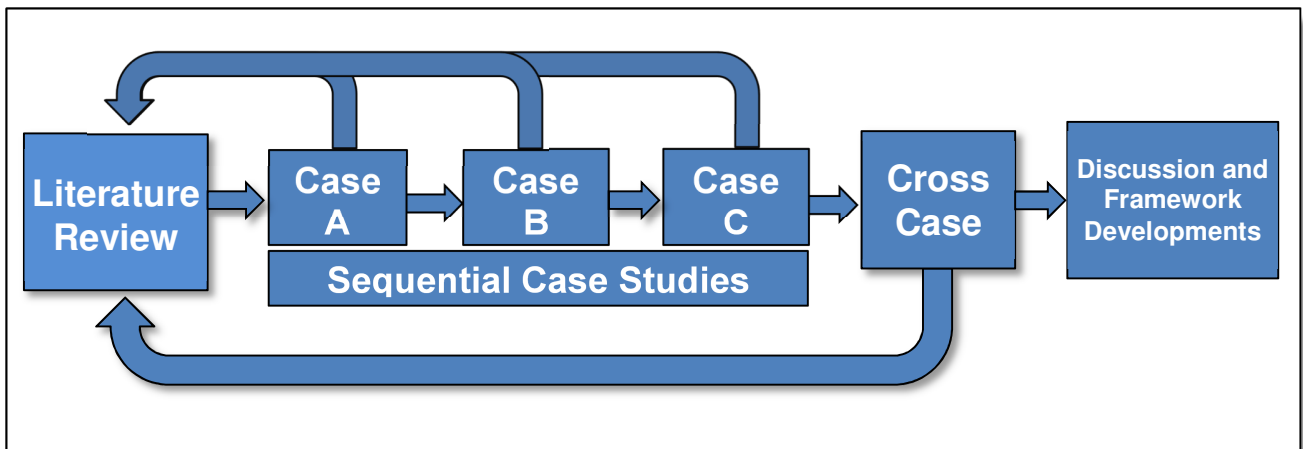 Literature
Review
Case
A
Case
B
Case
C
Sequential Case Studies
Cross
Case
Discussion and
Framework
Developments